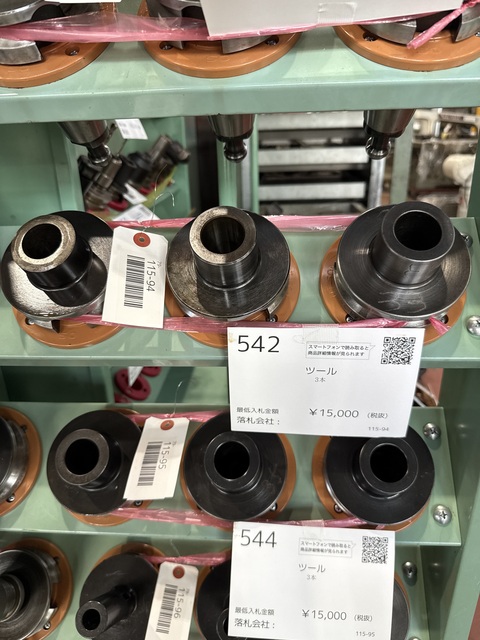 115-94
542
スマートフォンで読み取ると
商品詳細情報が見られます
ツール
3本
最低入札金額
￥15,000
(税抜)
落札会社：
115-94
115-95
544
スマートフォンで読み取ると
商品詳細情報が見られます
ツール
3本
最低入札金額
￥15,000
(税抜)
落札会社：
115-95
115-96